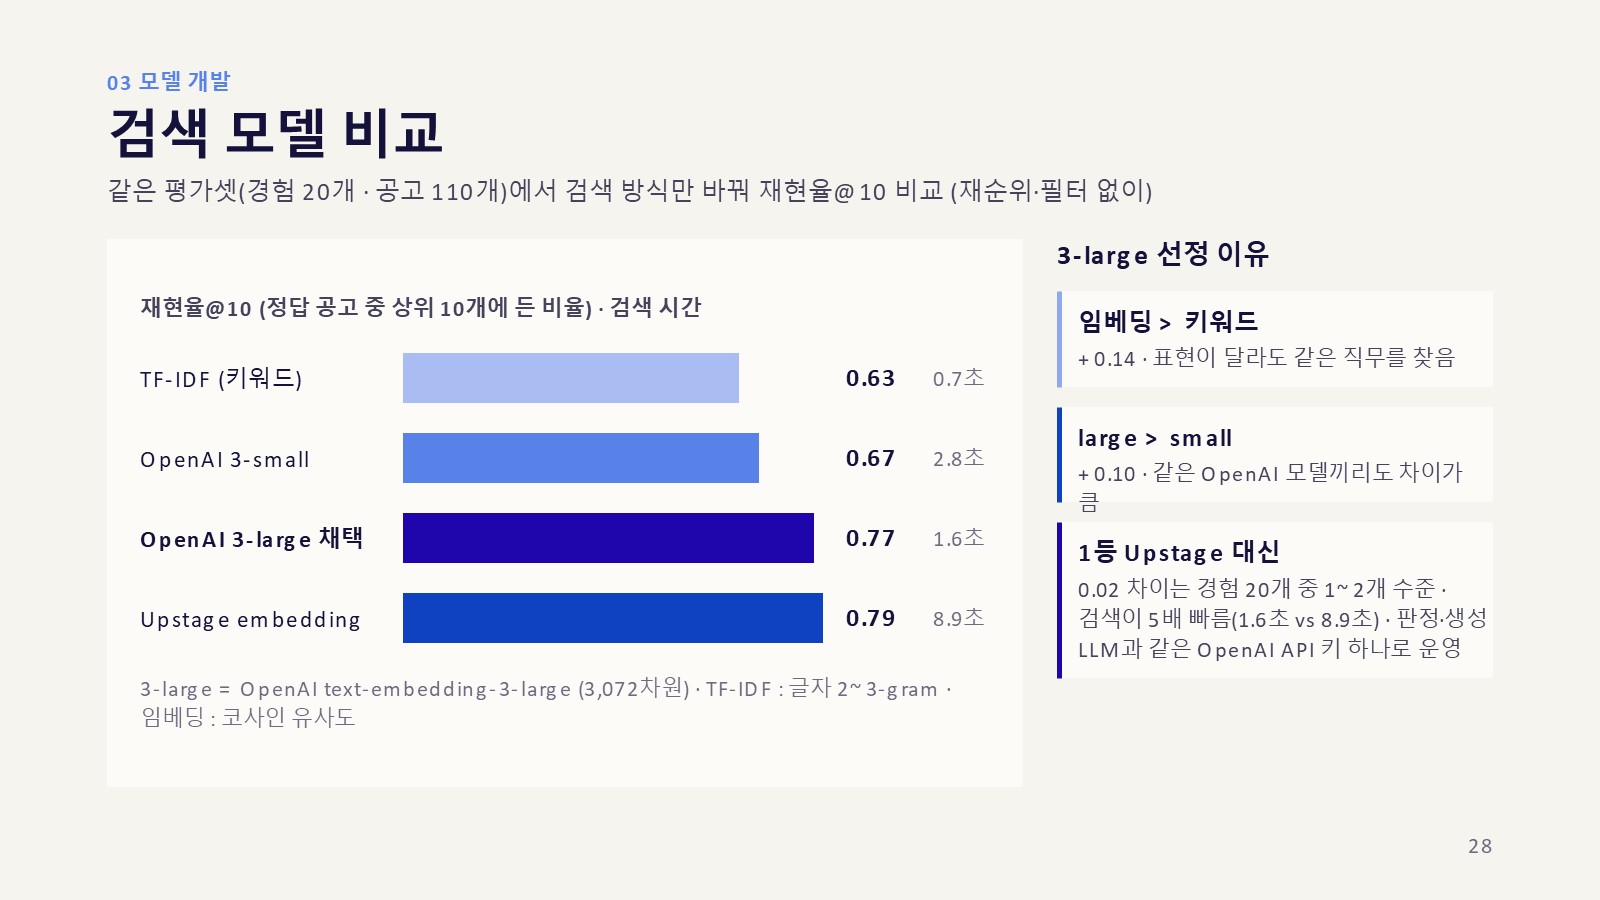 03 모델 개발
검색 모델 비교
같은 평가셋(경험 20개 · 공고 110개)에서 검색 방식만 바꿔 재현율@10 비교 (재순위·필터 없이)
재현율@10 (정답 공고 중 상위 10개에 든 비율) · 검색 시간
TF-IDF (키워드) 0.63 0.7초
OpenAI 3-small 0.67 2.8초
OpenAI 3-large 채택 0.77 1.6초
Upstage embedding 0.79 8.9초
3-large = OpenAI text-embedding-3-large (3,072차원) · TF-IDF : 글자 2~3-gram ·
임베딩 : 코사인 유사도
3-large 선정 이유
임베딩 > 키워드
+0.14 · 표현이 달라도 같은 직무를 찾음
large > small
+0.10 · 같은 OpenAI 모델끼리도 차이가
큼
1등 Upstage 대신
0.02 차이는 경험 20개 중 1~2개 수준 ·
검색이 5배 빠름(1.6초 vs 8.9초) · 판정·생성
LLM과 같은 OpenAI API 키 하나로 운영
28